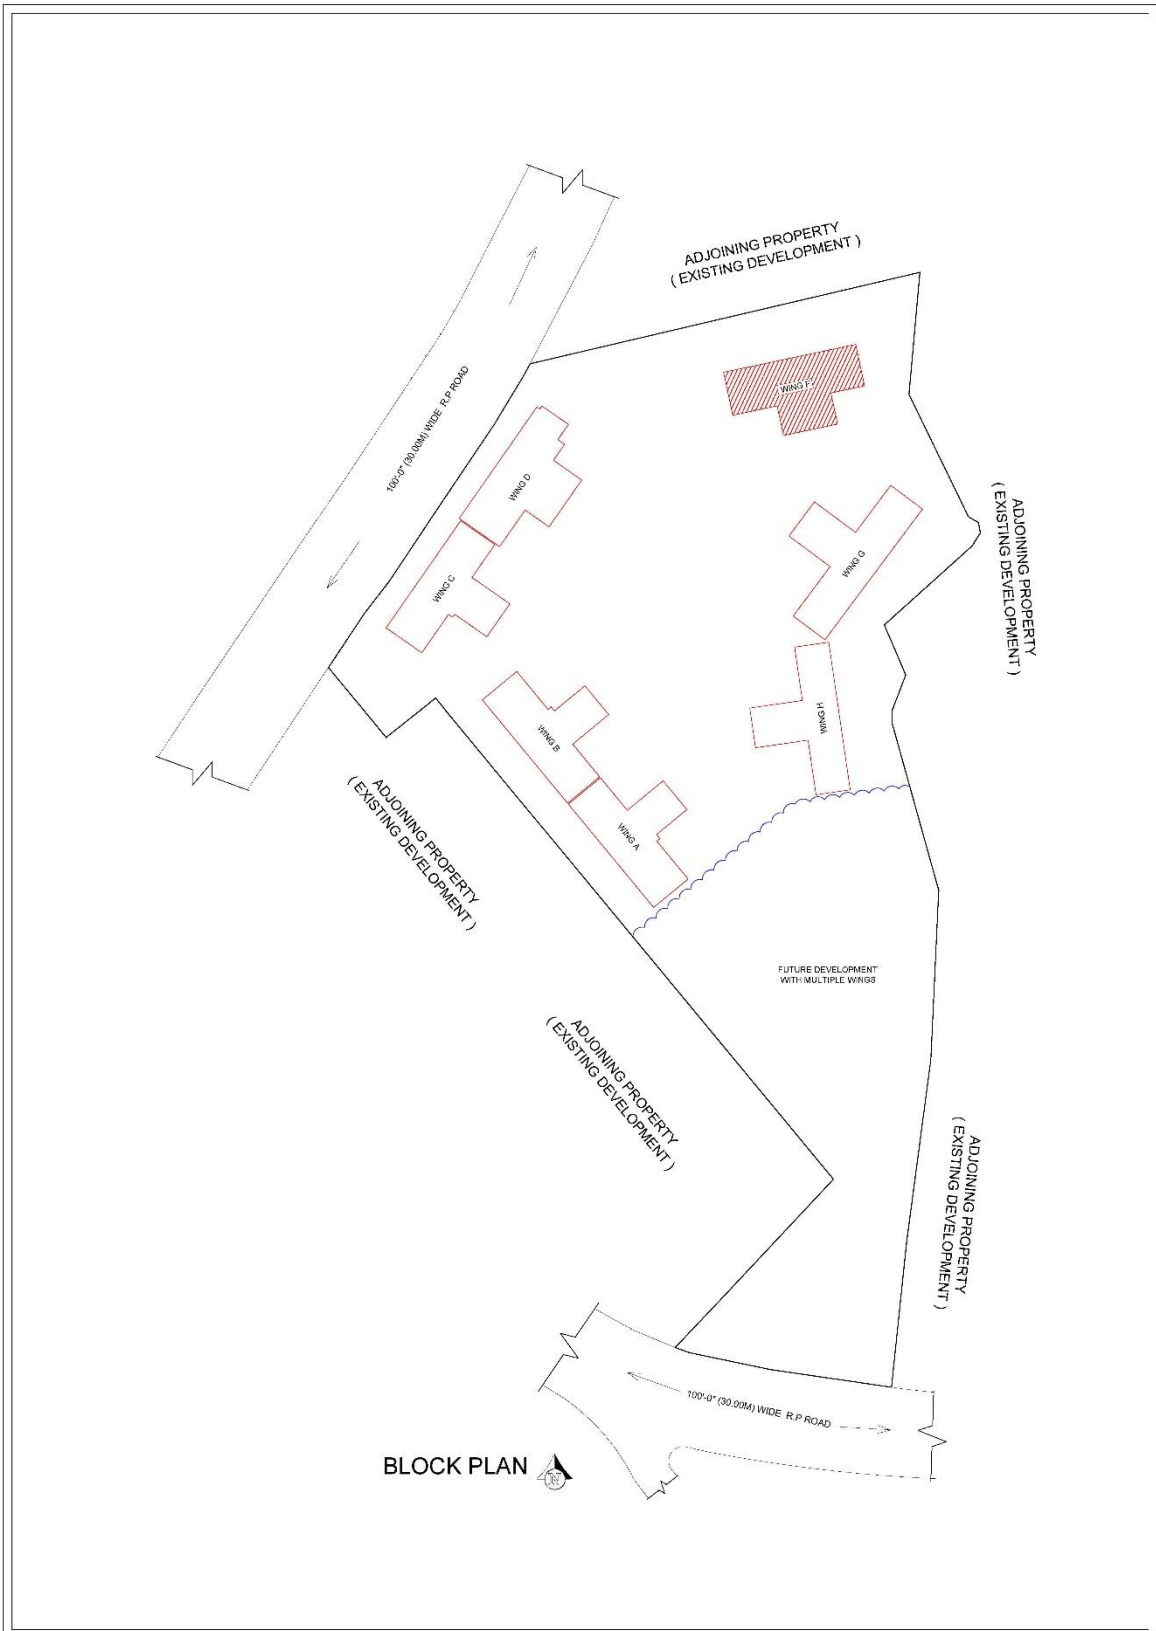 ADJOINING PROPERTY
( EXISTING DEVELOPMENT )
100'-0" (30.00M) WIDE R.P ROAD
WING F
WING D
WING C
WING G
ADJOINING PROPERTY
( EXISTING DEVELOPMENT )
WING H
WING B
WING A
ADJOINING PROPERTY
( EXISTING DEVELOPMENT )
FUTURE DEVELOPMENT
WITH MULTIPLE WINGS
ADJOINING PROPERTY
( EXISTING DEVELOPMENT )
ADJOINING PROPERTY
( EXISTING DEVELOPMENT )
100'-0" (30.00M) WIDE R.P ROAD
BLOCK PLAN
N